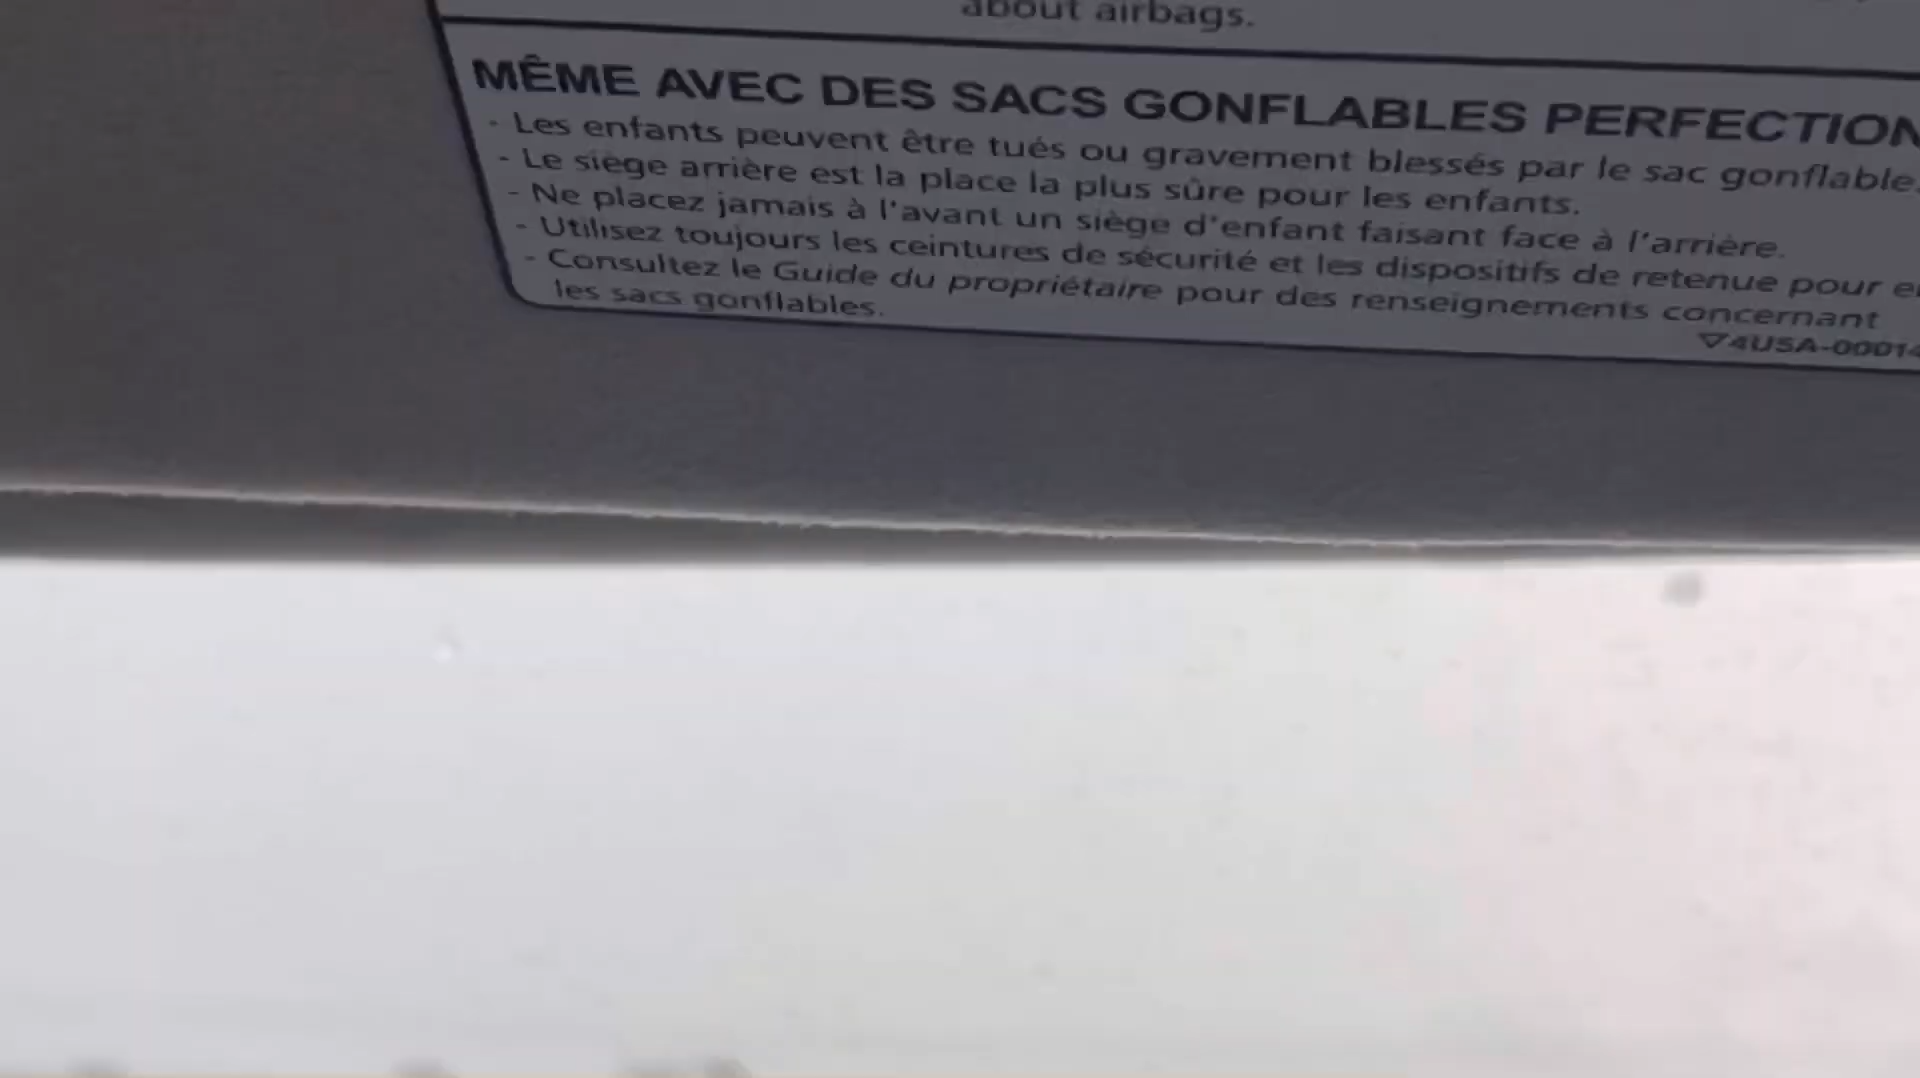 about airbags.
MÊME AVEC DES SACS GONFLABLES PERFECTION
- Les enfants peuvent être tués ou gravement blessés par le sac gonflable.
- Le siège arrière est la place la plus sûre pour les enfants.
- Ne placez jamais à l'avant un siège d'enfant faisant face à l'arrière.
- Utilisez toujours les ceintures de sécurité et les dispositifs de retenue pour
- Consultez le Guide du propriétaire pour des renseignements concernant
les sacs gonflables.
▽4USA-00014